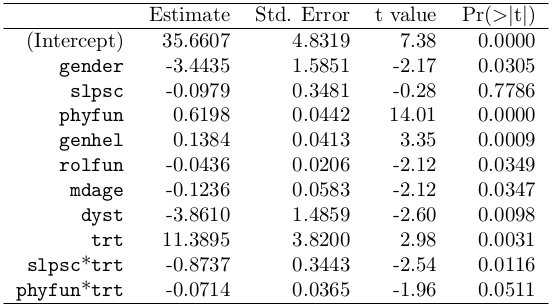 Estimate Std. Error t value Pr(>|t|)
(Intercept) 35.6607 4.8319 7.38 0.0000
gender -3.4435 1.5851 -2.17 0.0305
slpsc -0.0979 0.3481 -0.28 0.7786
phyfun 0.6198 0.0442 14.01 0.0000
genhel 0.1384 0.0413 3.35 0.0009
rolfun -0.0436 0.0206 -2.12 0.0349
mdage -0.1236 0.0583 -2.12 0.0347
dyst -3.8610 1.4859 -2.60 0.0098
trt 11.3895 3.8200 2.98 0.0031
slpsc*trt -0.8737 0.3443 -2.54 0.0116
phyfun*trt -0.0714 0.0365 -1.96 0.0511